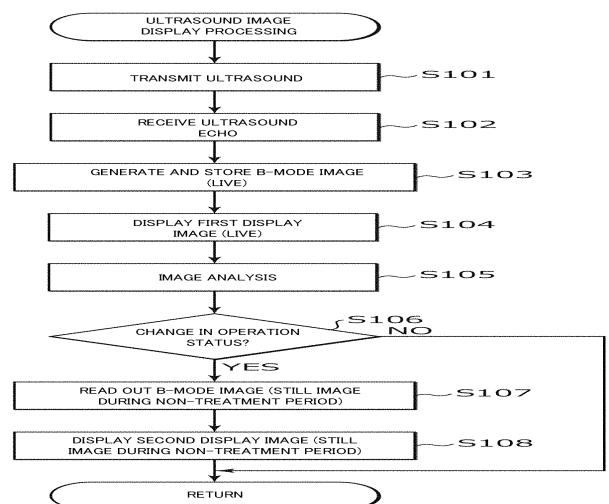 ULTRASOUND IMAGE
DISPLAY PROCESSING
TRANSMIT ULTRASOUND
S101
RECEIVE ULTRASOUND
ECHO
S102
GENERATE AND STORE B-MODE IMAGE
(LIVE)
S103
DISPLAY FIRST DISPLAY
IMAGE (LIVE)
S104
IMAGE ANALYSIS
S105
S106
CHANGE IN OPERATION
STATUS?
NO
YES
READ OUT B-MODE IMAGE (STILL IMAGE
DURING NON-TREATMENT PERIOD)
S107
DISPLAY SECOND DISPLAY IMAGE (STILL
IMAGE DURING NON-TREATMENT PERIOD)
S108
RETURN